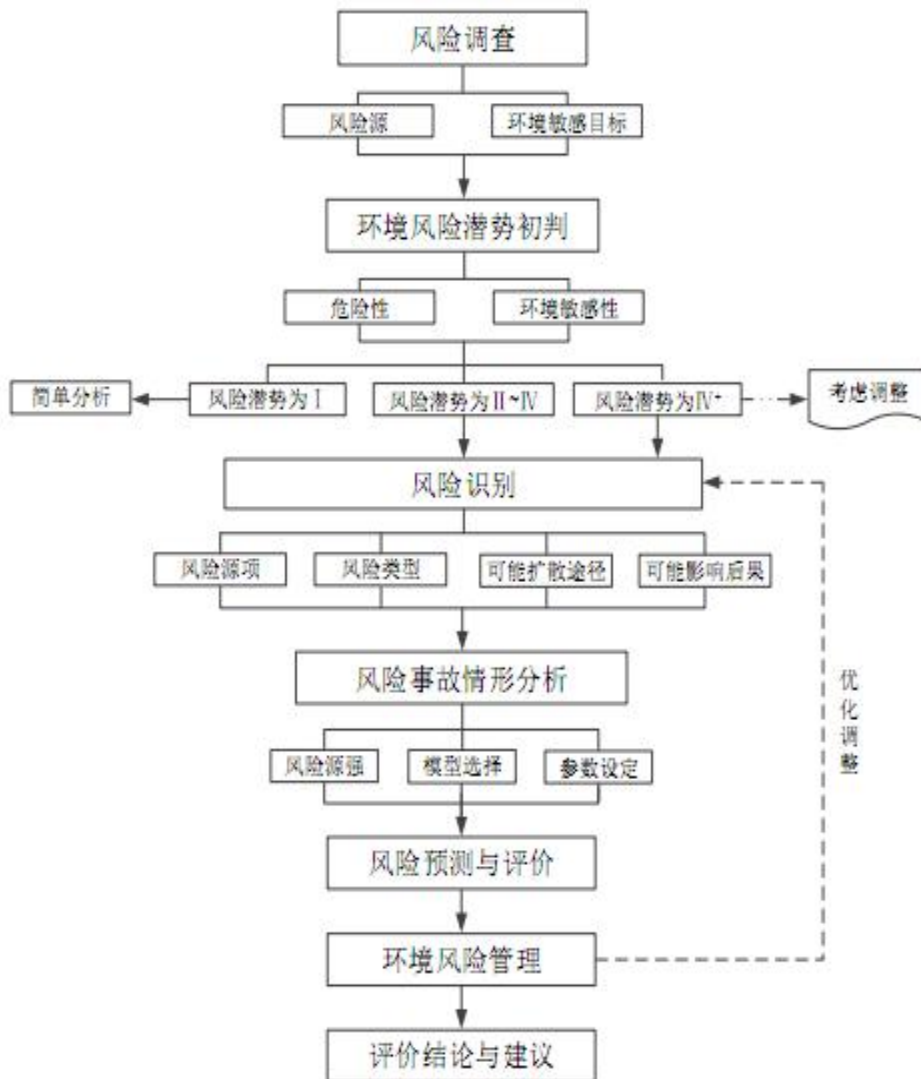 风险调查
风险源
环境敏感目标
环境风险潜势初判
危险性
环境敏感性
简单分析
风险潜势为Ⅰ
风险潜势为Ⅱ~Ⅳ
风险潜势为Ⅳ+
考虑调整
风险识别
风险源项
风险类型
可能扩散途径
可能影响后果
风险事故情形分析
优化调整
风险源强
模型选择
参数设定
风险预测与评价
环境风险管理
评价结论与建议